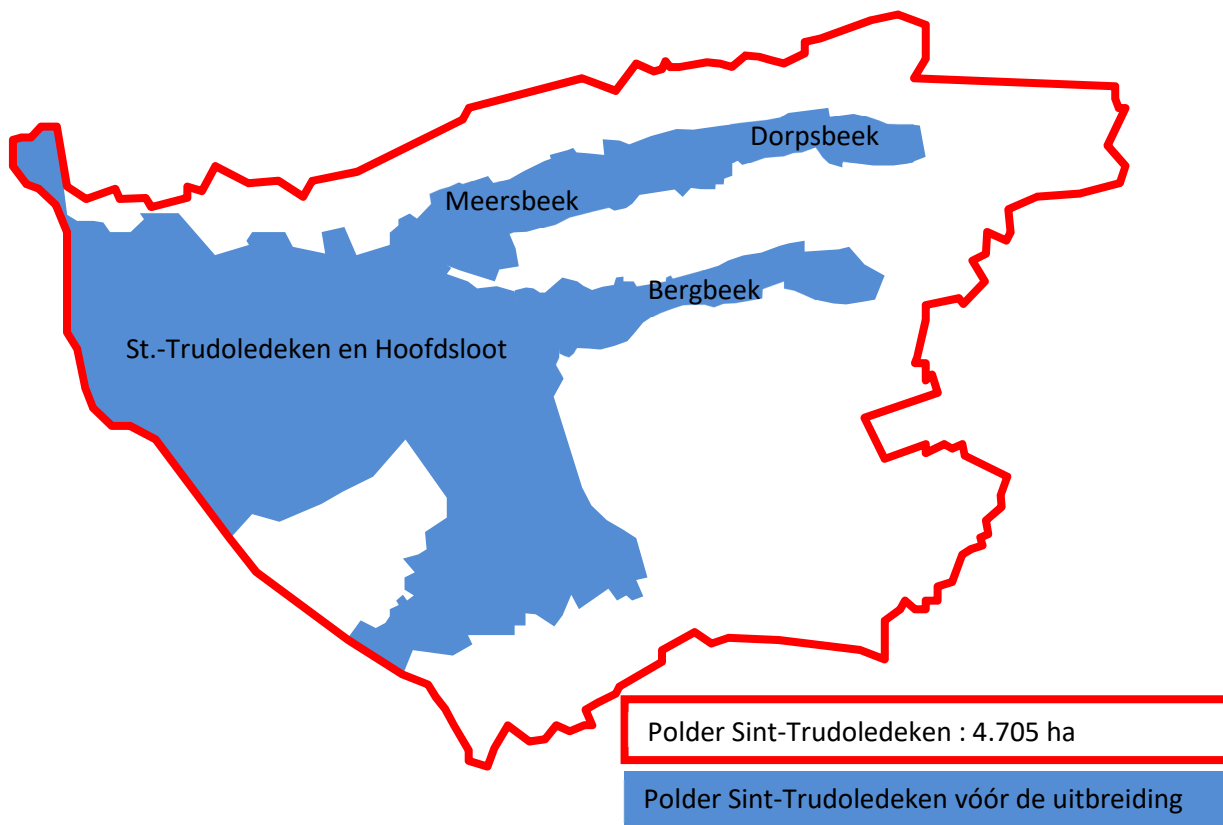 Dorpsbeek
Meersbeek
Bergbeek
St.-Trudoledeken en Hoofdsloot
Polder Sint-Trudoledeken : 4.705 ha
Polder Sint-Trudoledeken vóór de uitbreiding